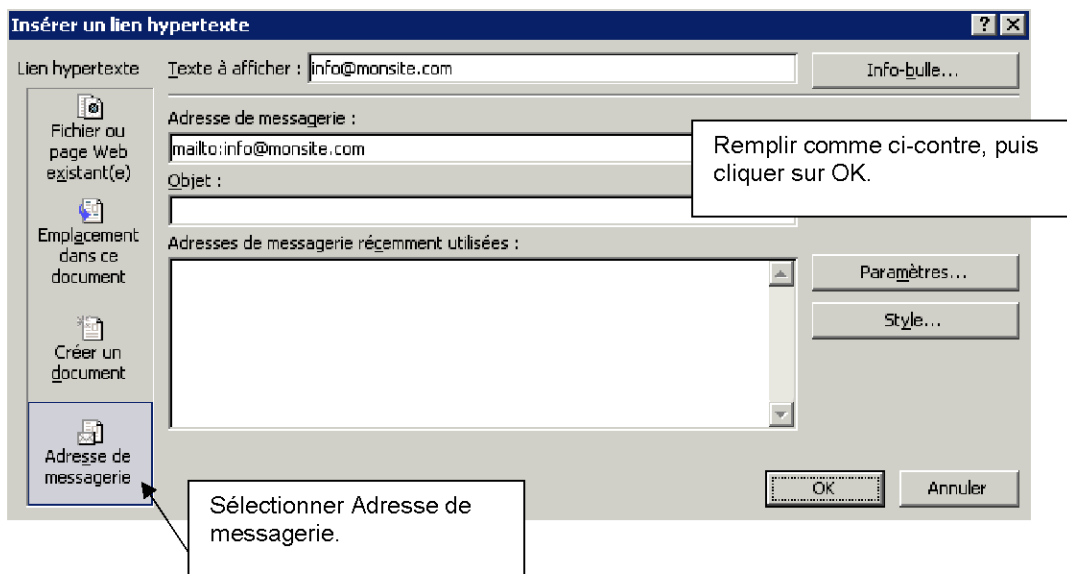 Insérer un lien hypertexte
Lien hypertexte
Texte à afficher : info@monsite.com
Info-bulle...
Fichier ou
page Web
existant(e)
Adresse de messagerie :
mailto:info@monsite.com
Remplir comme ci-contre, puis
cliquer sur OK.
Objet :
Emplacement
dans ce
document
Adresses de messagerie récemment utilisées :
Paramètres...
Style...
Créer un
document
Adresse de
messagerie
OK
Annuler
Sélectionner Adresse de
messagerie.